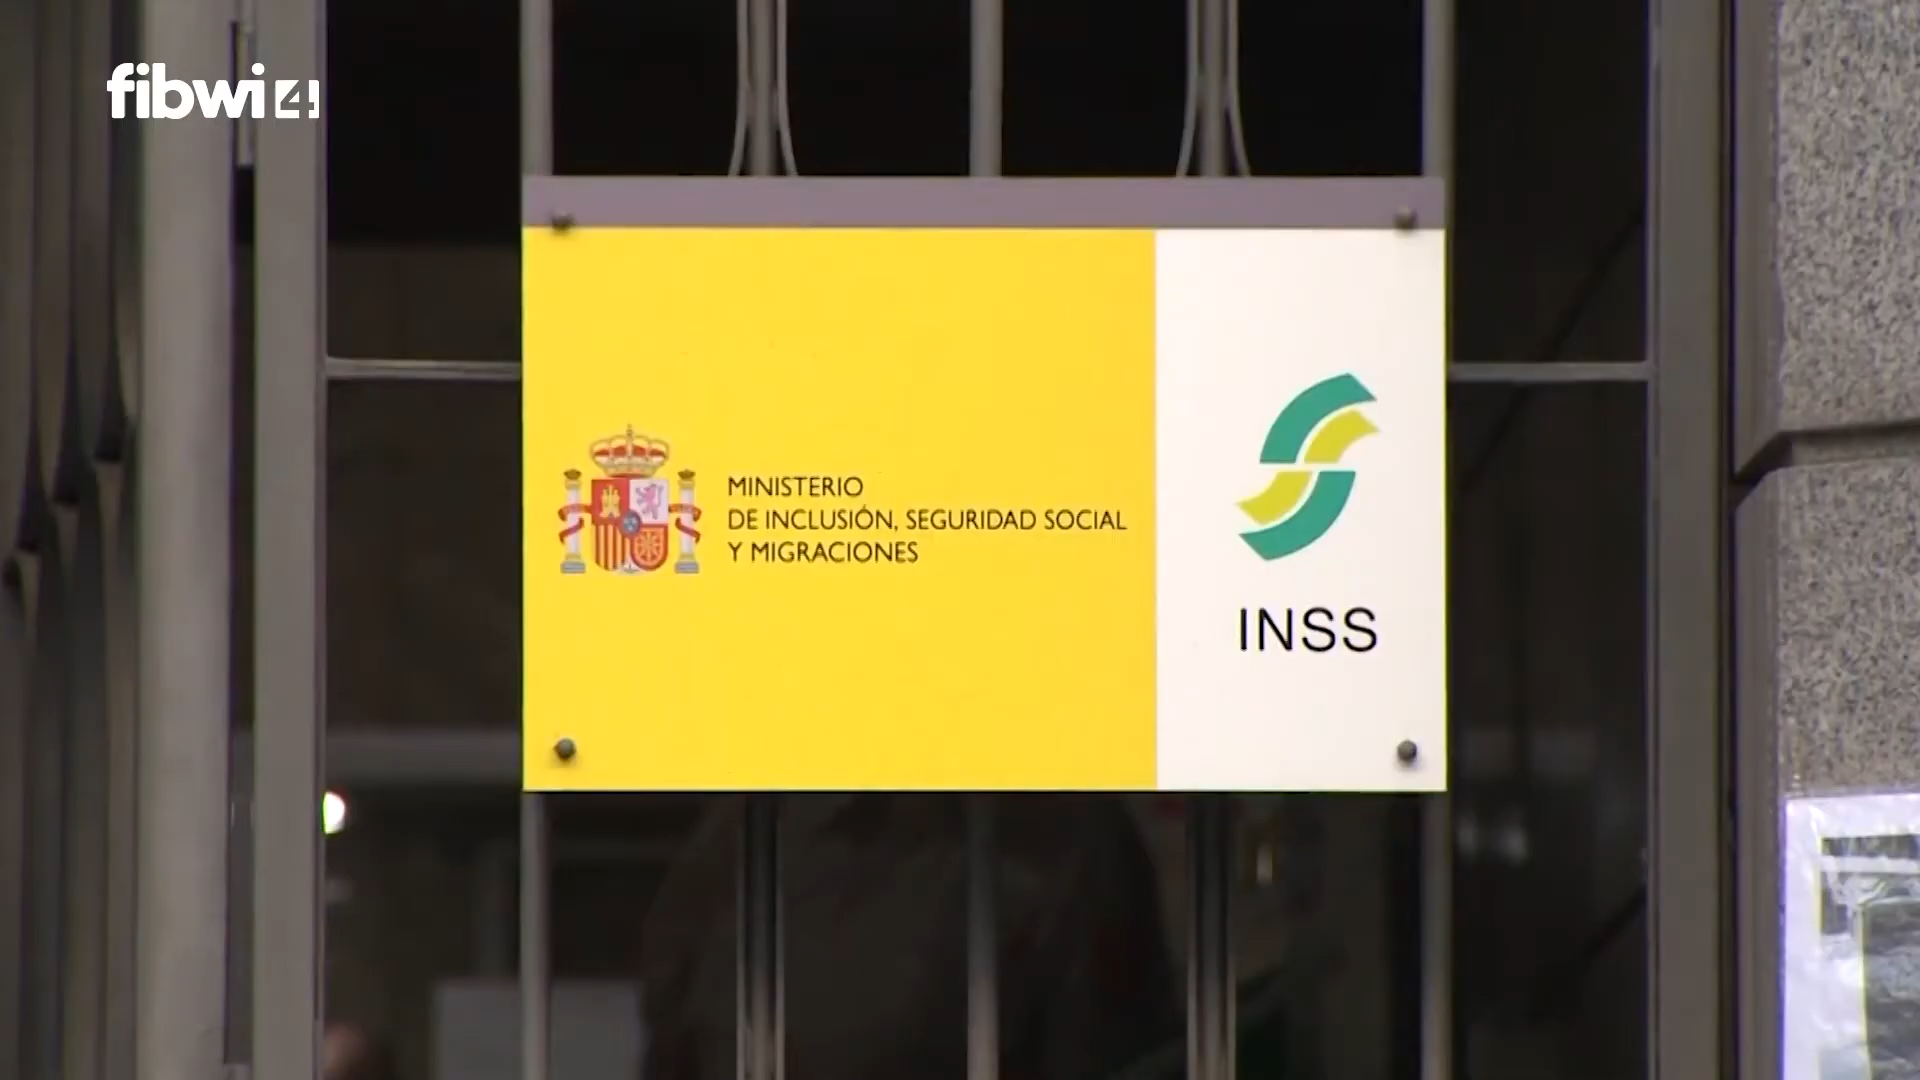 fibwi4
MINISTERIO
DE INCLUSIÓN, SEGURIDAD SOCIAL
Y MIGRACIONES
INSS